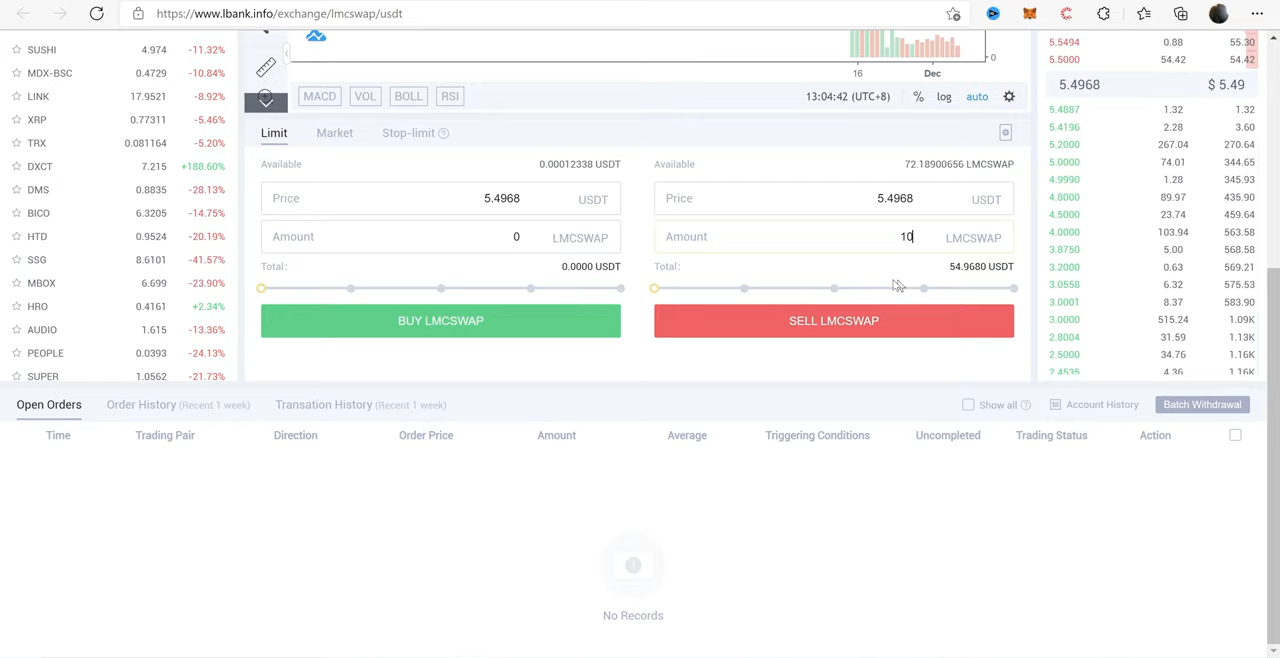 https://www.lbank.info/exchange/lmcswap/usdt
SUSHI 4.974 -11.32%
MDX-BSC 0.4729 -10.84%
LINK 17.9521 -8.92%
XRP 0.77311 -5.46%
TRX 0.081164 -5.20%
DXCT 7.215 +188.60%
DMS 0.8835 -28.13%
BICO 6.3205 -14.75%
HTD 0.9524 -20.19%
SSG 8.6101 -41.57%
MBOX 6.699 -23.90%
HRO 0.4161 +2.34%
AUDIO 1.615 -13.36%
PEOPLE 0.0393 -24.13%
SUPER 1.0562 -21.73%
0
16 Dec
MACD VOL BOLL RSI 13:04:42 (UTC+8) % log auto
Limit Market Stop-limit ?
Available 0.00012338 USDT
Price 5.4968 USDT
Amount 0 LMCSWAP
Total: 0.0000 USDT
BUY LMCSWAP
Available 72.18900656 LMCSWAP
Price 5.4968 USDT
Amount 10 LMCSWAP
Total: 54.9680 USDT
SELL LMCSWAP
5.5494 0.88 55.30
5.5000 54.42 54.42
5.4968 $ 5.49
5.4887 1.32 1.32
5.4196 2.28 3.60
5.2000 267.04 270.64
5.0000 74.01 344.65
4.9990 1.28 345.93
4.8000 89.97 435.90
4.5000 23.74 459.64
4.0000 103.94 563.58
3.8750 5.00 568.58
3.2000 0.63 569.21
3.0558 6.32 575.53
3.0001 8.37 583.90
3.0000 515.24 1.09K
2.8004 31.59 1.13K
2.5000 34.76 1.16K
2.4535 4.36 1.16K
Open Orders Order History (Recent 1 week) Transation History (Recent 1 week) Show all ? Account History Batch Withdrawal
Time Trading Pair Direction Order Price Amount Average Triggering Conditions Uncompleted Trading Status Action
No Records